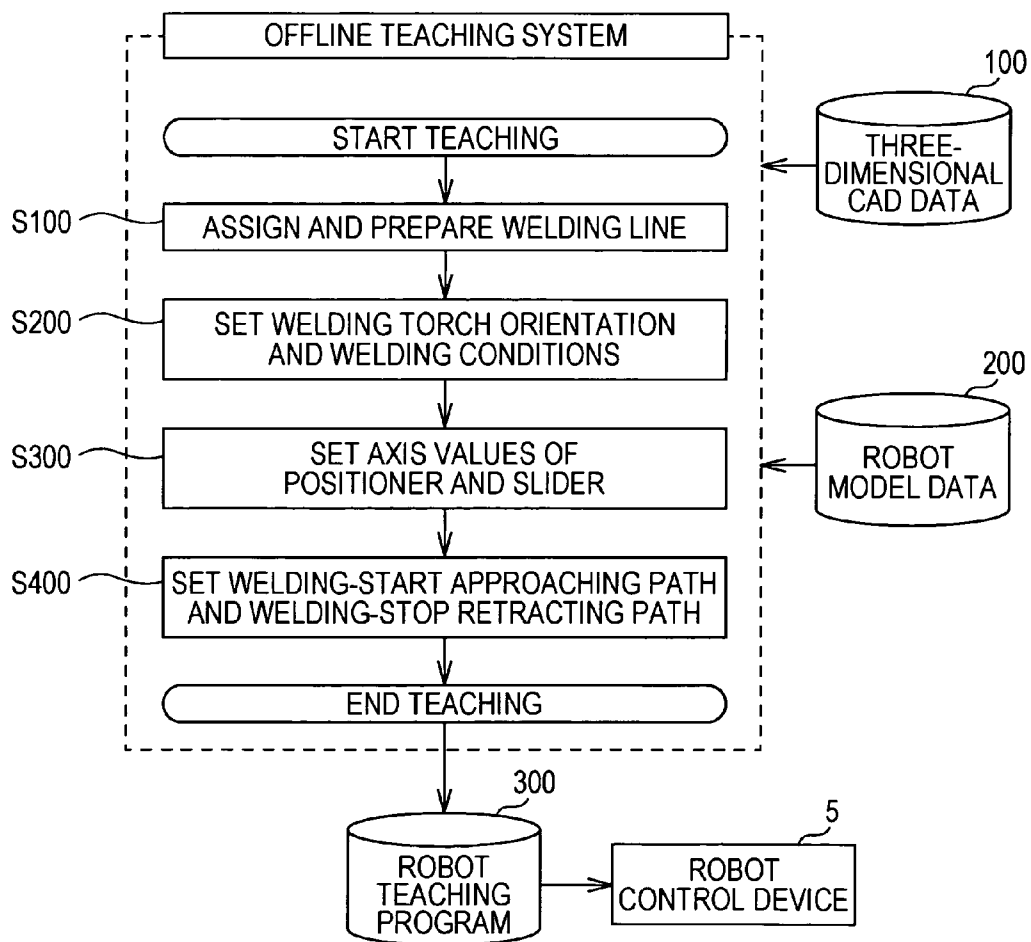 OFFLINE TEACHING SYSTEM
100
START TEACHING
THREE-
DIMENSIONAL
CAD DATA
S100
ASSIGN AND PREPARE WELDING LINE
S200
SET WELDING TORCH ORIENTATION
AND WELDING CONDITIONS
200
S300
SET AXIS VALUES OF
POSITIONER AND SLIDER
ROBOT
MODEL DATA
S400
SET WELDING-START APPROACHING PATH
AND WELDING-STOP RETRACTING PATH
END TEACHING
300
ROBOT
TEACHING
PROGRAM
5
ROBOT
CONTROL DEVICE